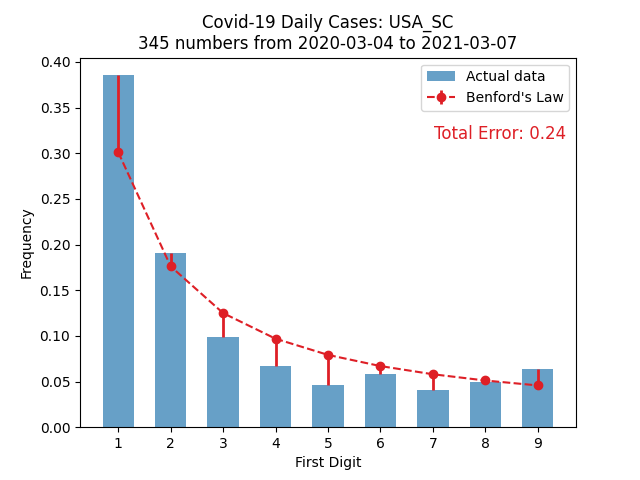 Covid-19 Daily Cases: USA_SC
345 numbers from 2020-03-04 to 2021-03-07
Actual data
Benford's Law
Total Error: 0.24
Frequency
0.40
0.35
0.30
0.25
0.20
0.15
0.10
0.05
0.00
1 2 3 4 5 6 7 8 9
First Digit